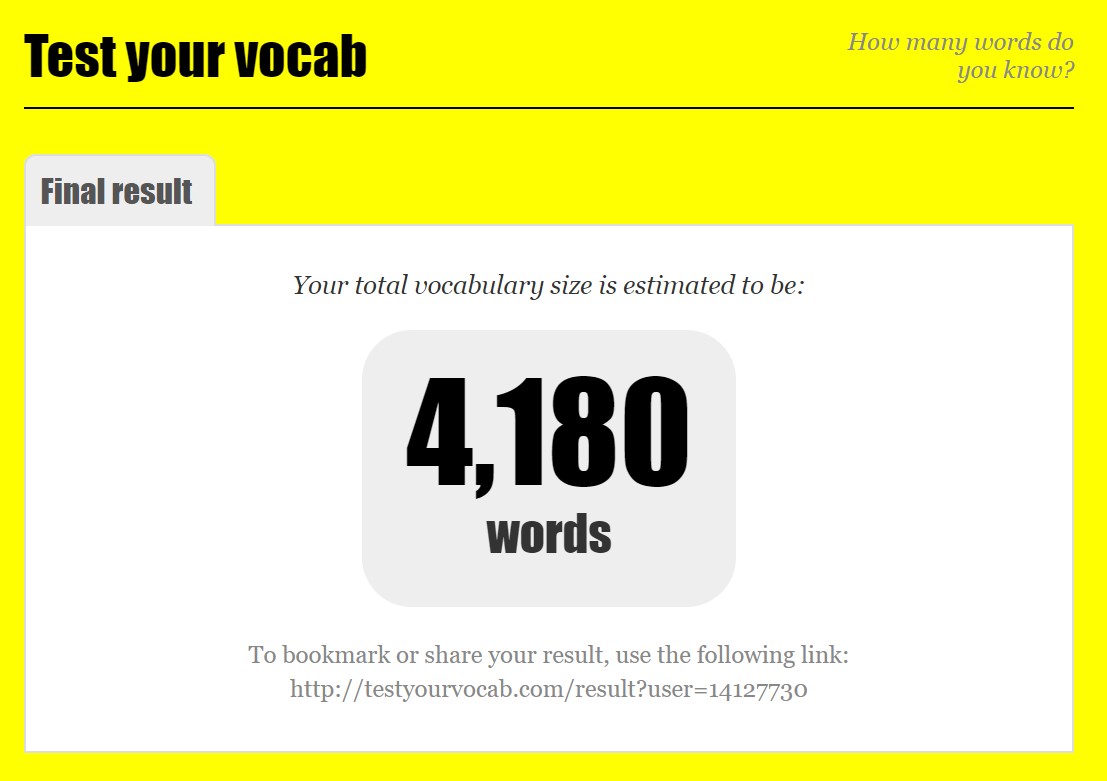 Test your vocab
How many words do
you know?
Final result
Your total vocabulary size is estimated to be:
4,180
words
To bookmark or share your result, use the following link:
http://testyourvocab.com/result?user=14127730